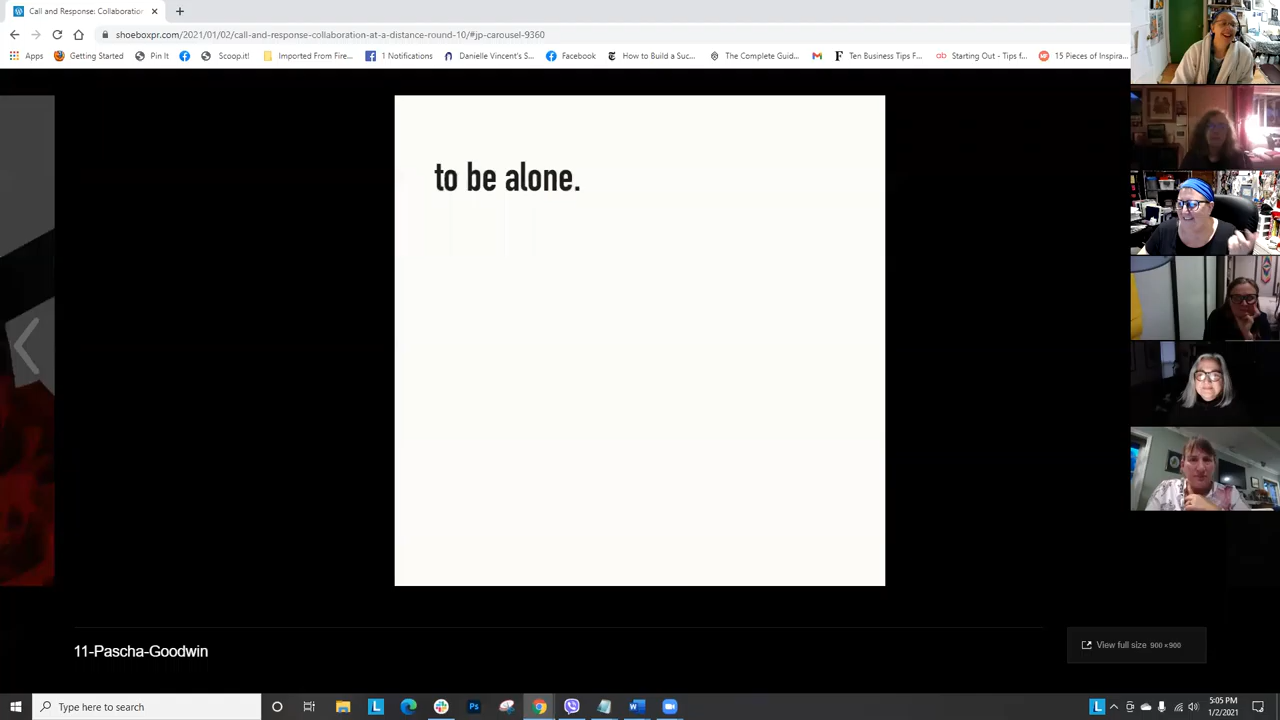 Call and Response: Collaboration
shoeboxpr.com/2021/01/02/call-and-response-collaboration-at-a-distance-round-10/#jp-carousel-9360
Apps Getting Started Pin It Scoop.it! Imported From Fire... 1 Notifications Danielle Vincent's S... Facebook How to Build a Suc... The Complete Guid... Ten Business Tips F... Starting Out - Tips f... 15 Pieces of Inspira...
to be alone.
11-Pascha-Goodwin
View full size 900×900
Type here to search
5:05 PM
1/2/2021